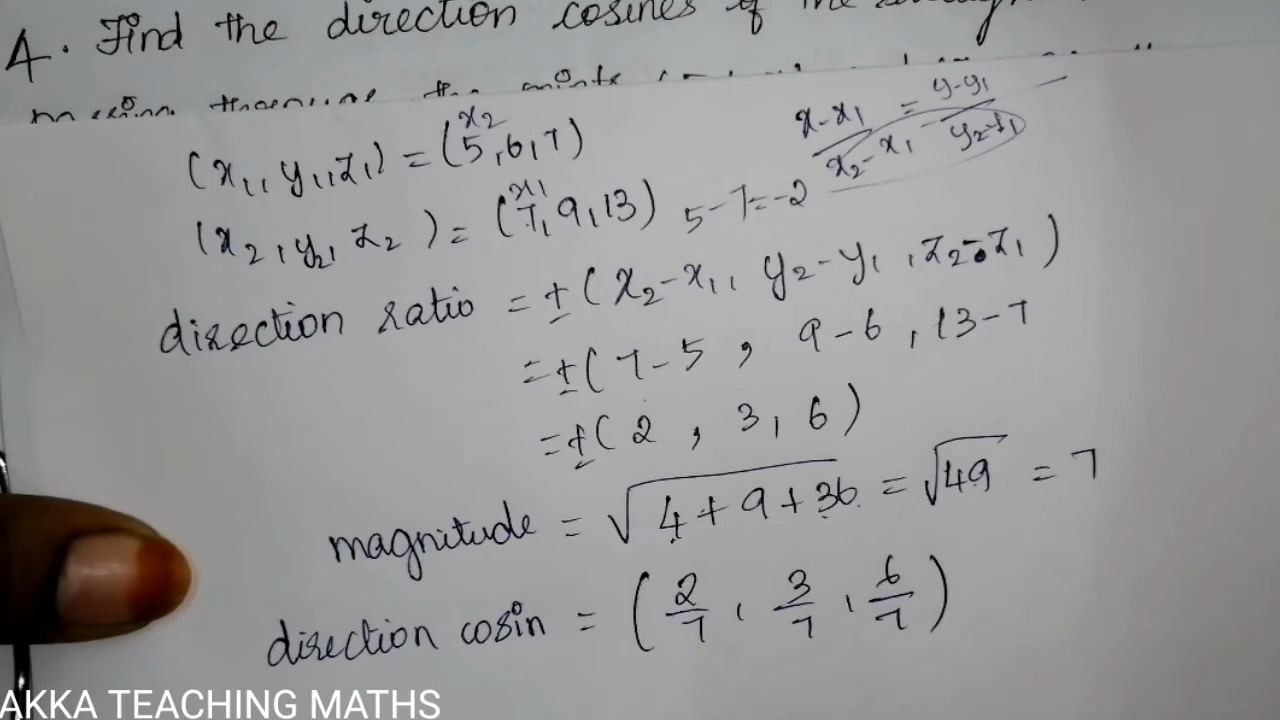 4. Find the direction cosines of the
(x₁, y₁, z₁) = (5, 6, 7)
x2
x - x₁ / x₂ - x₁ = y - y₁ / y₂ - y₁
(x₂, y₂, z₂) = (7, 9, 13) 5 - 7 = -2
x1
direction ratio = ± (x₂ - x₁, y₂ - y₁, z₂ - z₁)
= ± ( 7 - 5 , 9 - 6 , 13 - 7
= ± ( 2 , 3 , 6 )
magnitude = √4 + 9 + 36 = √49 = 7
direction cosin = ( 2/7 , 3/7 , 6/7 )
AKKA TEACHING MATHS